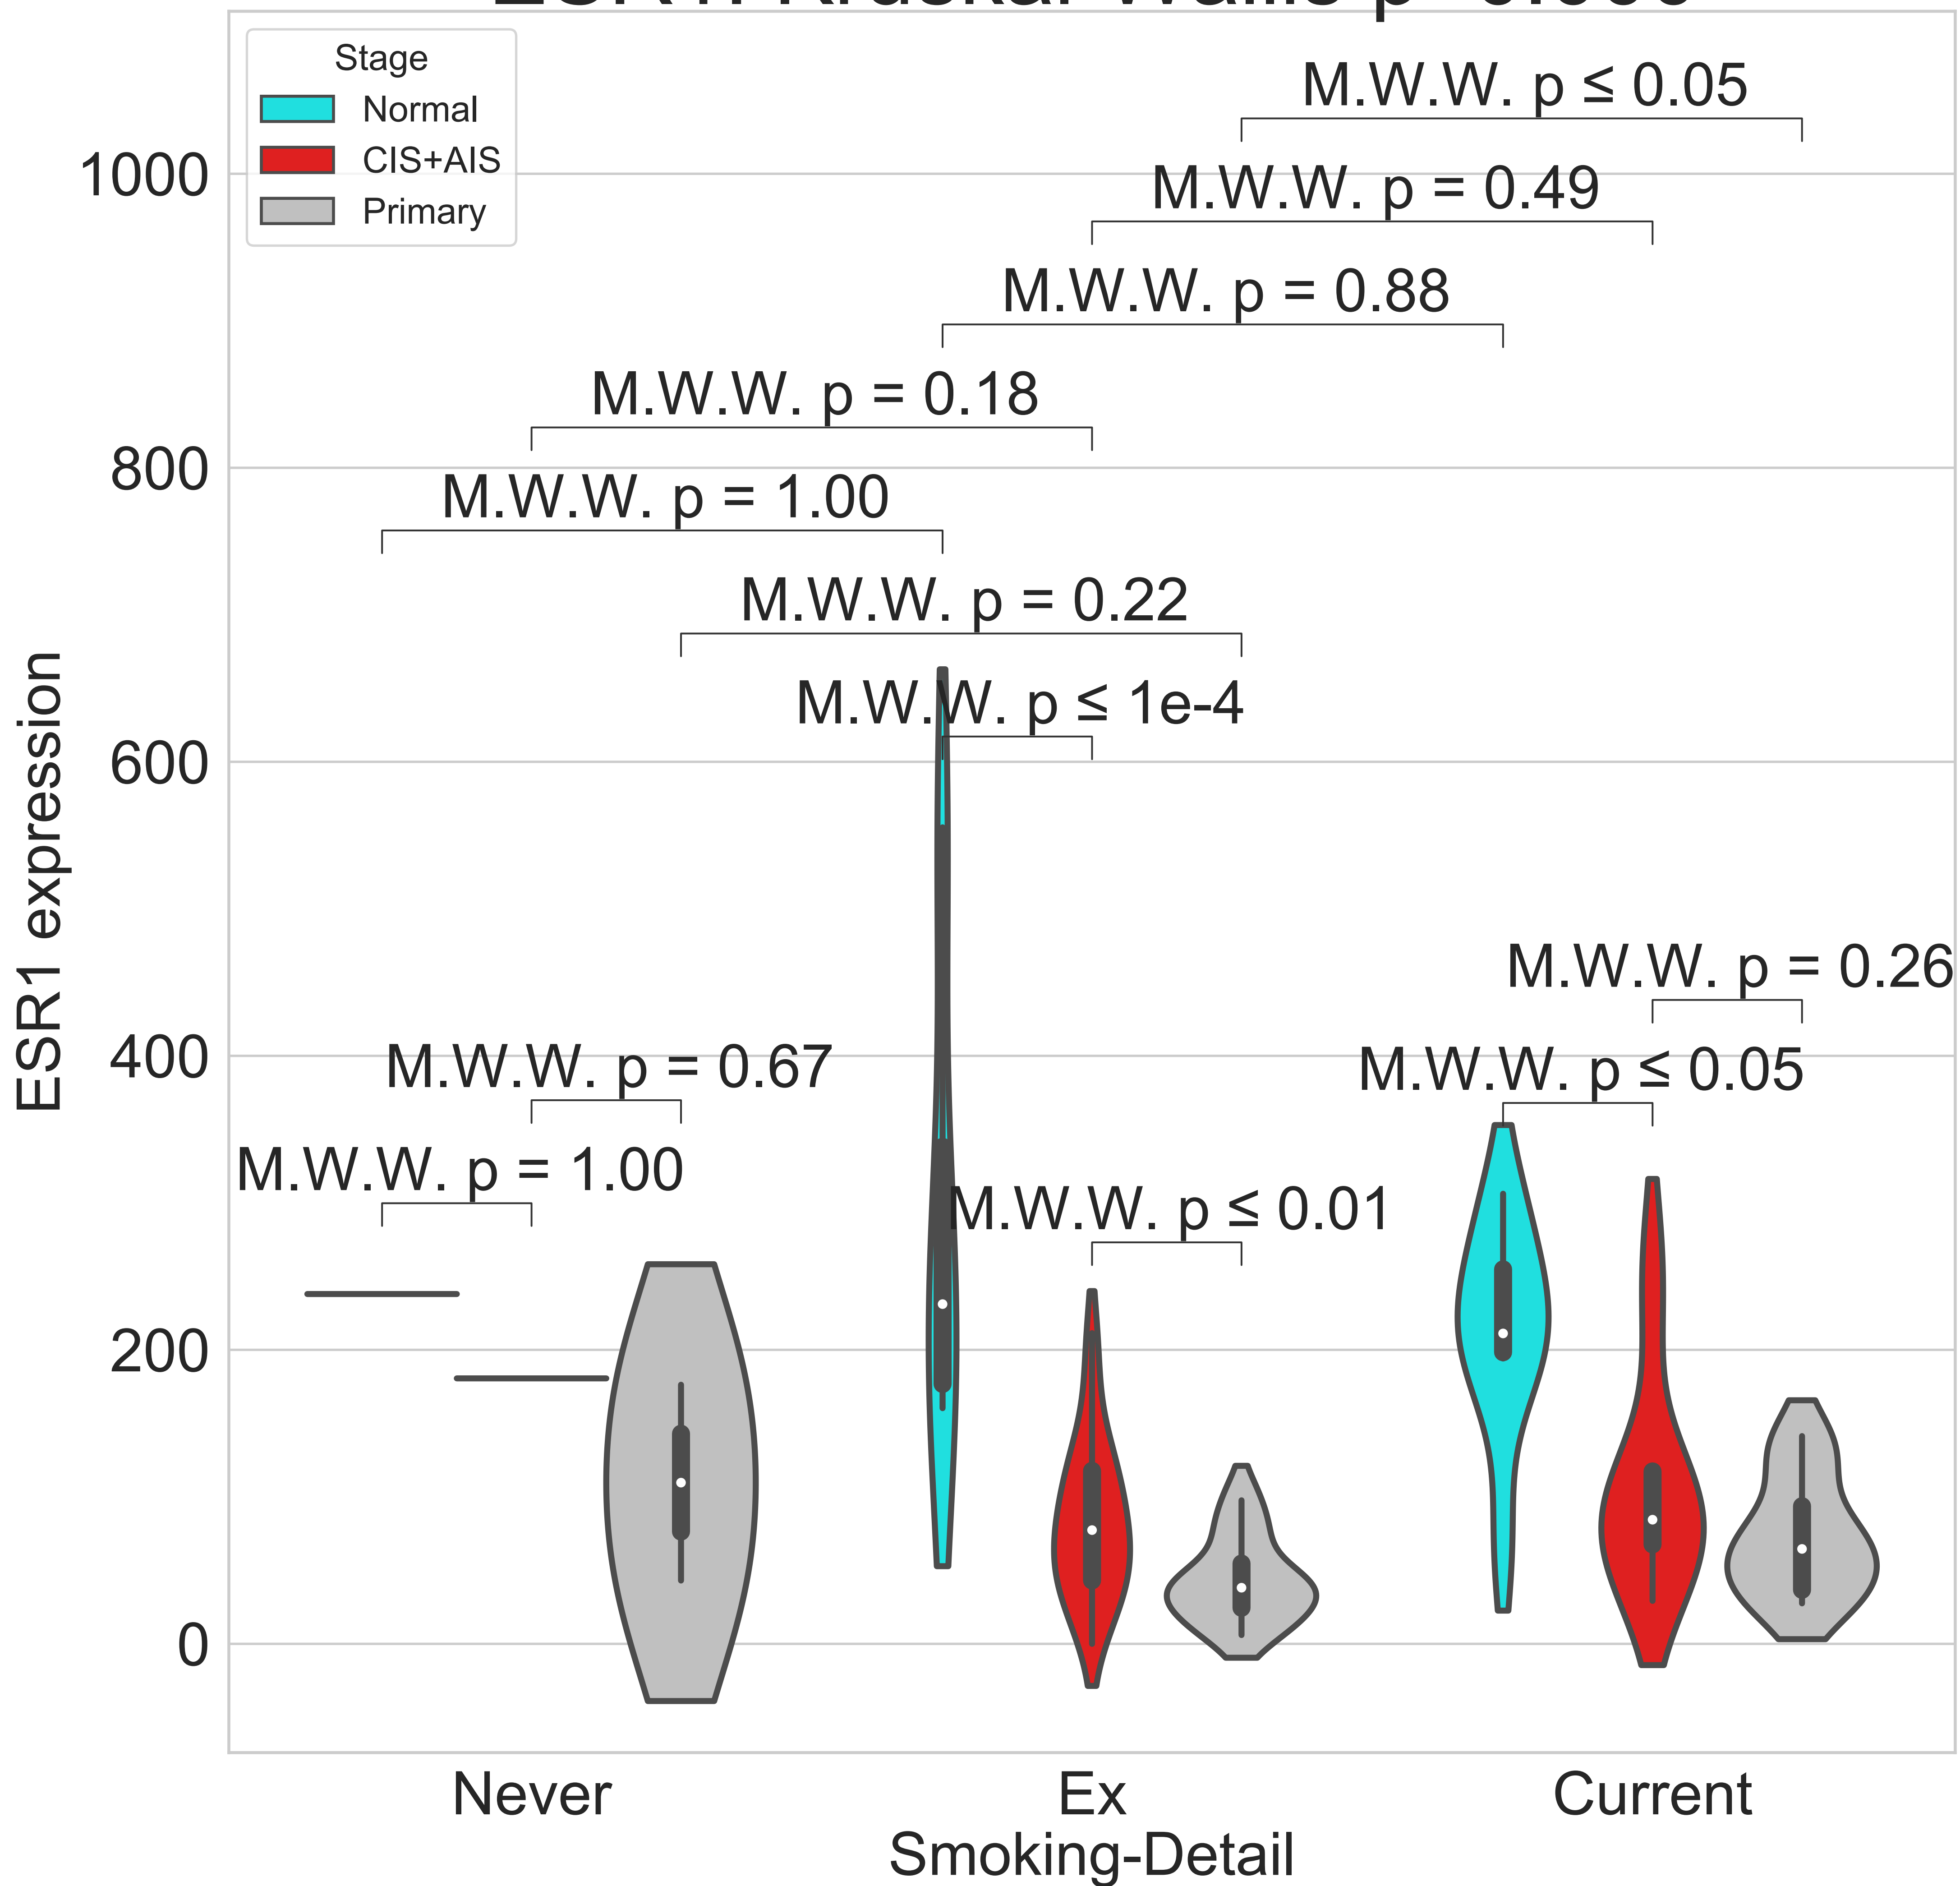 Stage
Normal
CIS+AIS
Primary
M.W.W. p ≤ 0.05
M.W.W. p = 0.49
M.W.W. p = 0.88
M.W.W. p = 0.18
M.W.W. p = 1.00
M.W.W. p = 0.22
M.W.W. p ≤ 1e-4
M.W.W. p = 0.26
M.W.W. p ≤ 0.05
M.W.W. p = 0.67
M.W.W. p = 1.00
M.W.W. p ≤ 0.01
1000
800
600
400
200
0
ESR1 expression
Never
Ex
Current
Smoking-Detail